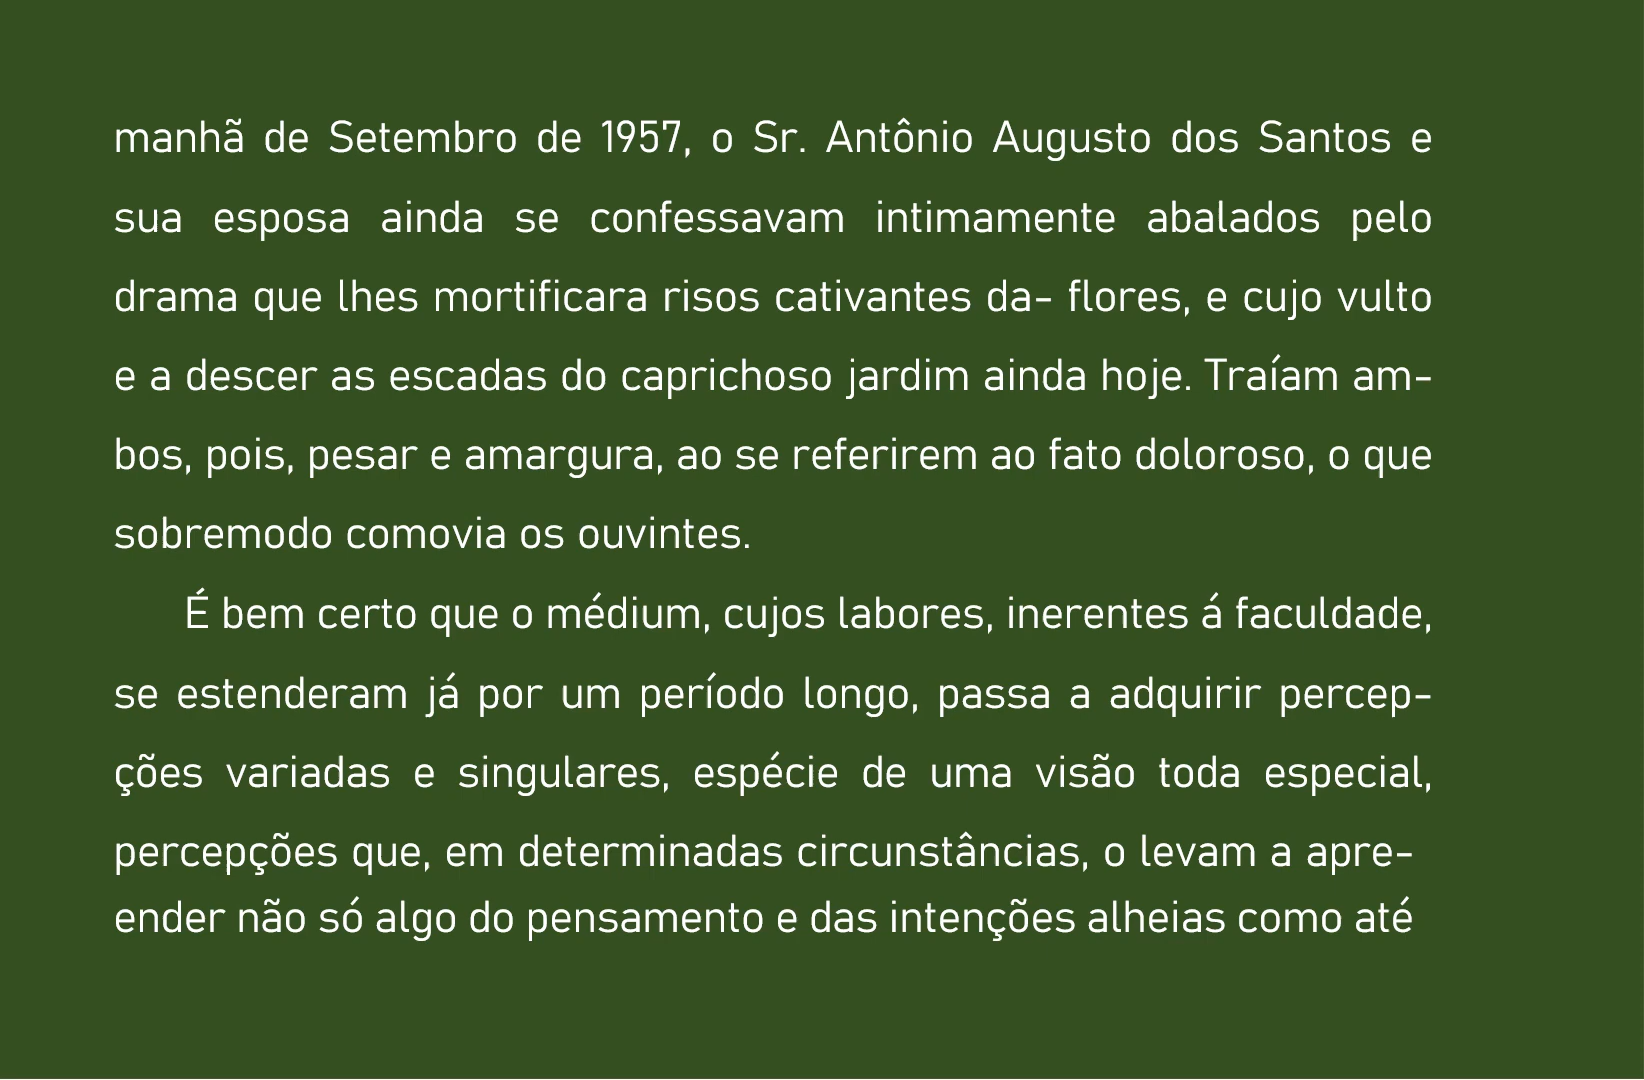 manhã de Setembro de 1957, o Sr. Antônio Augusto dos Santos e
sua esposa ainda se confessavam intimamente abalados pelo
drama que lhes mortificara risos cativantes da- flores, e cujo vulto
e a descer as escadas do caprichoso jardim ainda hoje. Traíam am-
bos, pois, pesar e amargura, ao se referirem ao fato doloroso, o que
sobremodo comovia os ouvintes.
É bem certo que o médium, cujos labores, inerentes á faculdade,
se estenderam já por um período longo, passa a adquirir percep-
ções variadas e singulares, espécie de uma visão toda especial,
percepções que, em determinadas circunstâncias, o levam a apre-
ender não só algo do pensamento e das intenções alheias como até